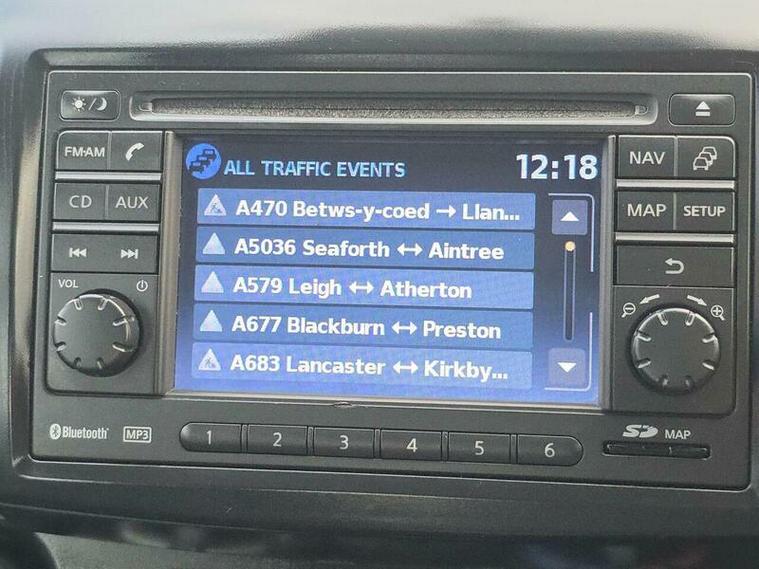 ALL TRAFFIC EVENTS 12:18
A470 Betws-y-coed → Llan...
A5036 Seaforth ↔ Aintree
A579 Leigh ↔ Atherton
A677 Blackburn ↔ Preston
A683 Lancaster ↔ Kirkby...
FM·AM
CD AUX
VOL
NAV
MAP SETUP
Bluetooth MP3
1 2 3 4 5 6
SD MAP